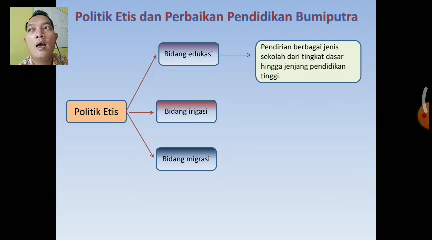 Politik Etis dan Perbaikan Pendidikan Bumiputra
Bidang edukasi
Pendirian berbagai jenis
sekolah dari tingkat dasar
hingga jenjang pendidikan
tinggi
Politik Etis
Bidang irigasi
Bidang migrasi